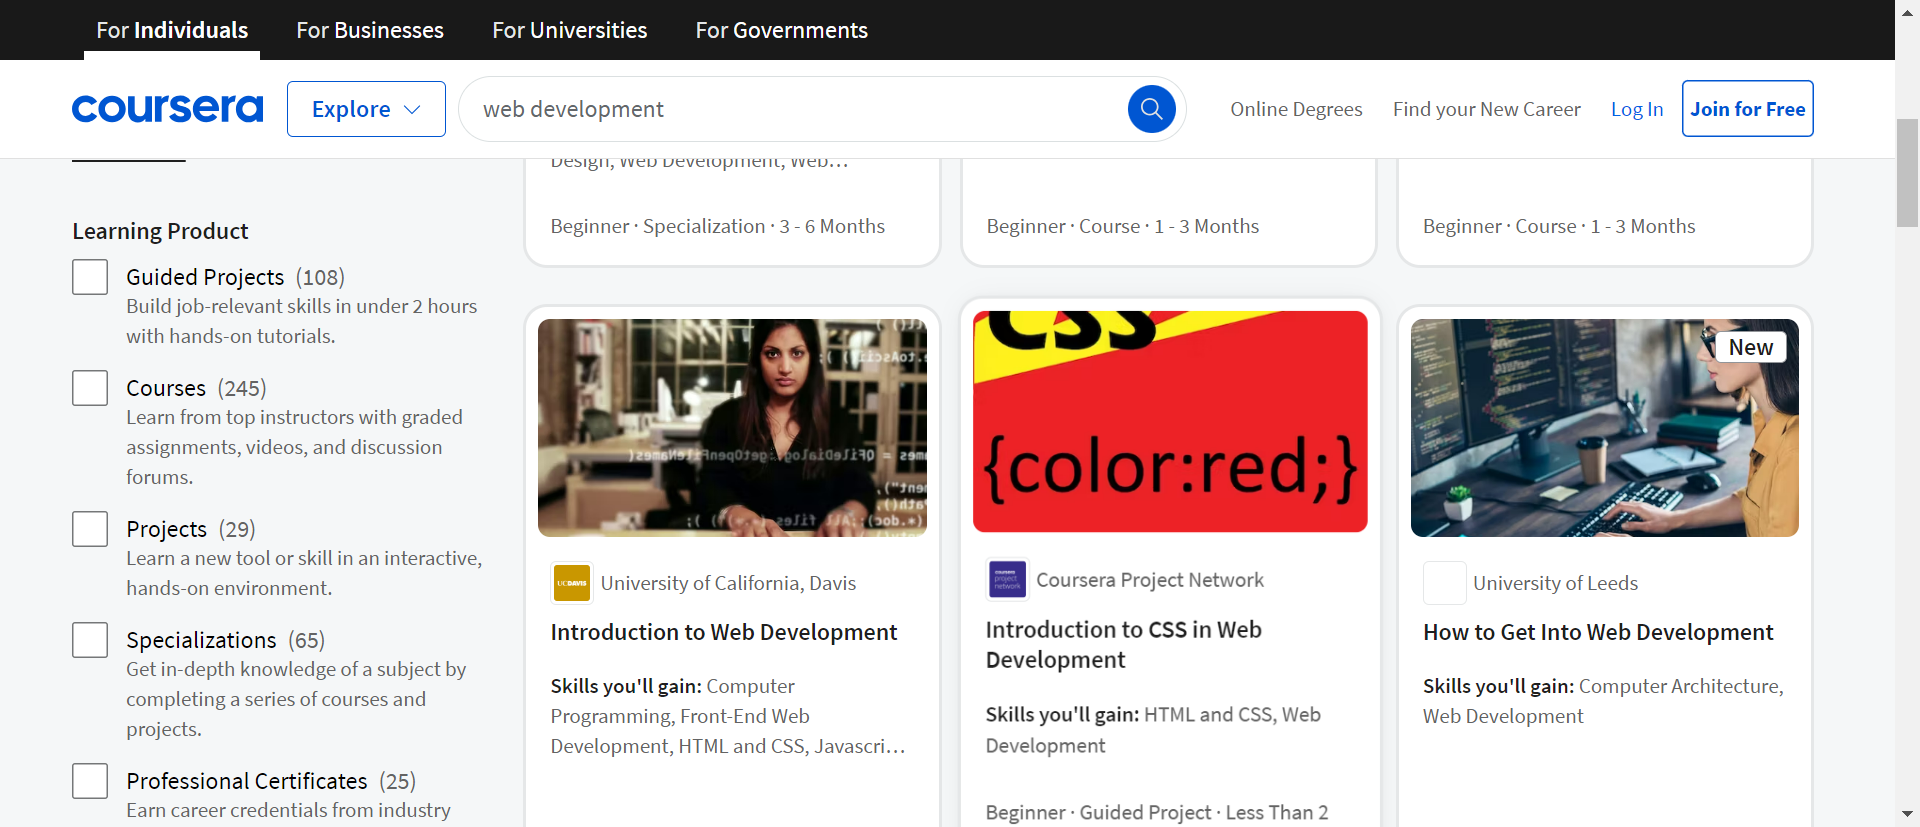 For Individuals
For Businesses
For Universities
For Governments
coursera
Explore
web development
Online Degrees
Find your New Career
Log In
Join for Free
Learning Product
Guided Projects (108)
Build job-relevant skills in under 2 hours
with hands-on tutorials.
Courses (245)
Learn from top instructors with graded
assignments, videos, and discussion
forums.
Projects (29)
Learn a new tool or skill in an interactive,
hands-on environment.
Specializations (65)
Get in-depth knowledge of a subject by
completing a series of courses and
projects.
Professional Certificates (25)
Earn career credentials from industry
Design, Web Development, Web…
Beginner · Specialization · 3 - 6 Months
Beginner · Course · 1 - 3 Months
Beginner · Course · 1 - 3 Months
UCDAVIS
University of California, Davis
Introduction to Web Development
Skills you'll gain: Computer
Programming, Front-End Web
Development, HTML and CSS, Javascri…
CSS
{color:red;}
coursera
project
network
Coursera Project Network
Introduction to CSS in Web
Development
Skills you'll gain: HTML and CSS, Web
Development
Beginner · Guided Project · Less Than 2
New
University of Leeds
How to Get Into Web Development
Skills you'll gain: Computer Architecture,
Web Development